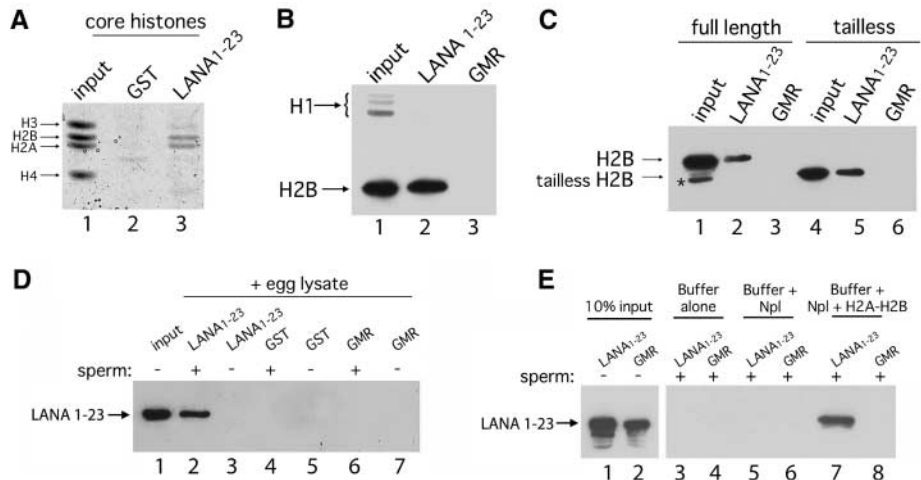 A
core histones
input
GST
LANA1-23
H3
H2B
H2A
H4
1 2 3
B
input
LANA 1-23
GMR
H1
H2B
1 2 3
C
full length
tailless
input
LANA1-23
GMR
input
LANA1-23
GMR
H2B
tailless H2B
*
1 2 3 4 5 6
D
+ egg lysate
input
LANA1-23
LANA1-23
GST
GST
GMR
GMR
sperm: - + - + - + -
LANA 1-23
1 2 3 4 5 6 7
E
10% input
Buffer
alone
Buffer +
Npl
Buffer +
Npl + H2A-H2B
LANA1-23
GMR
LANA1-23
GMR
LANA1-23
GMR
LANA1-23
GMR
sperm: - - + + + + + +
LANA 1-23
1 2 3 4 5 6 7 8